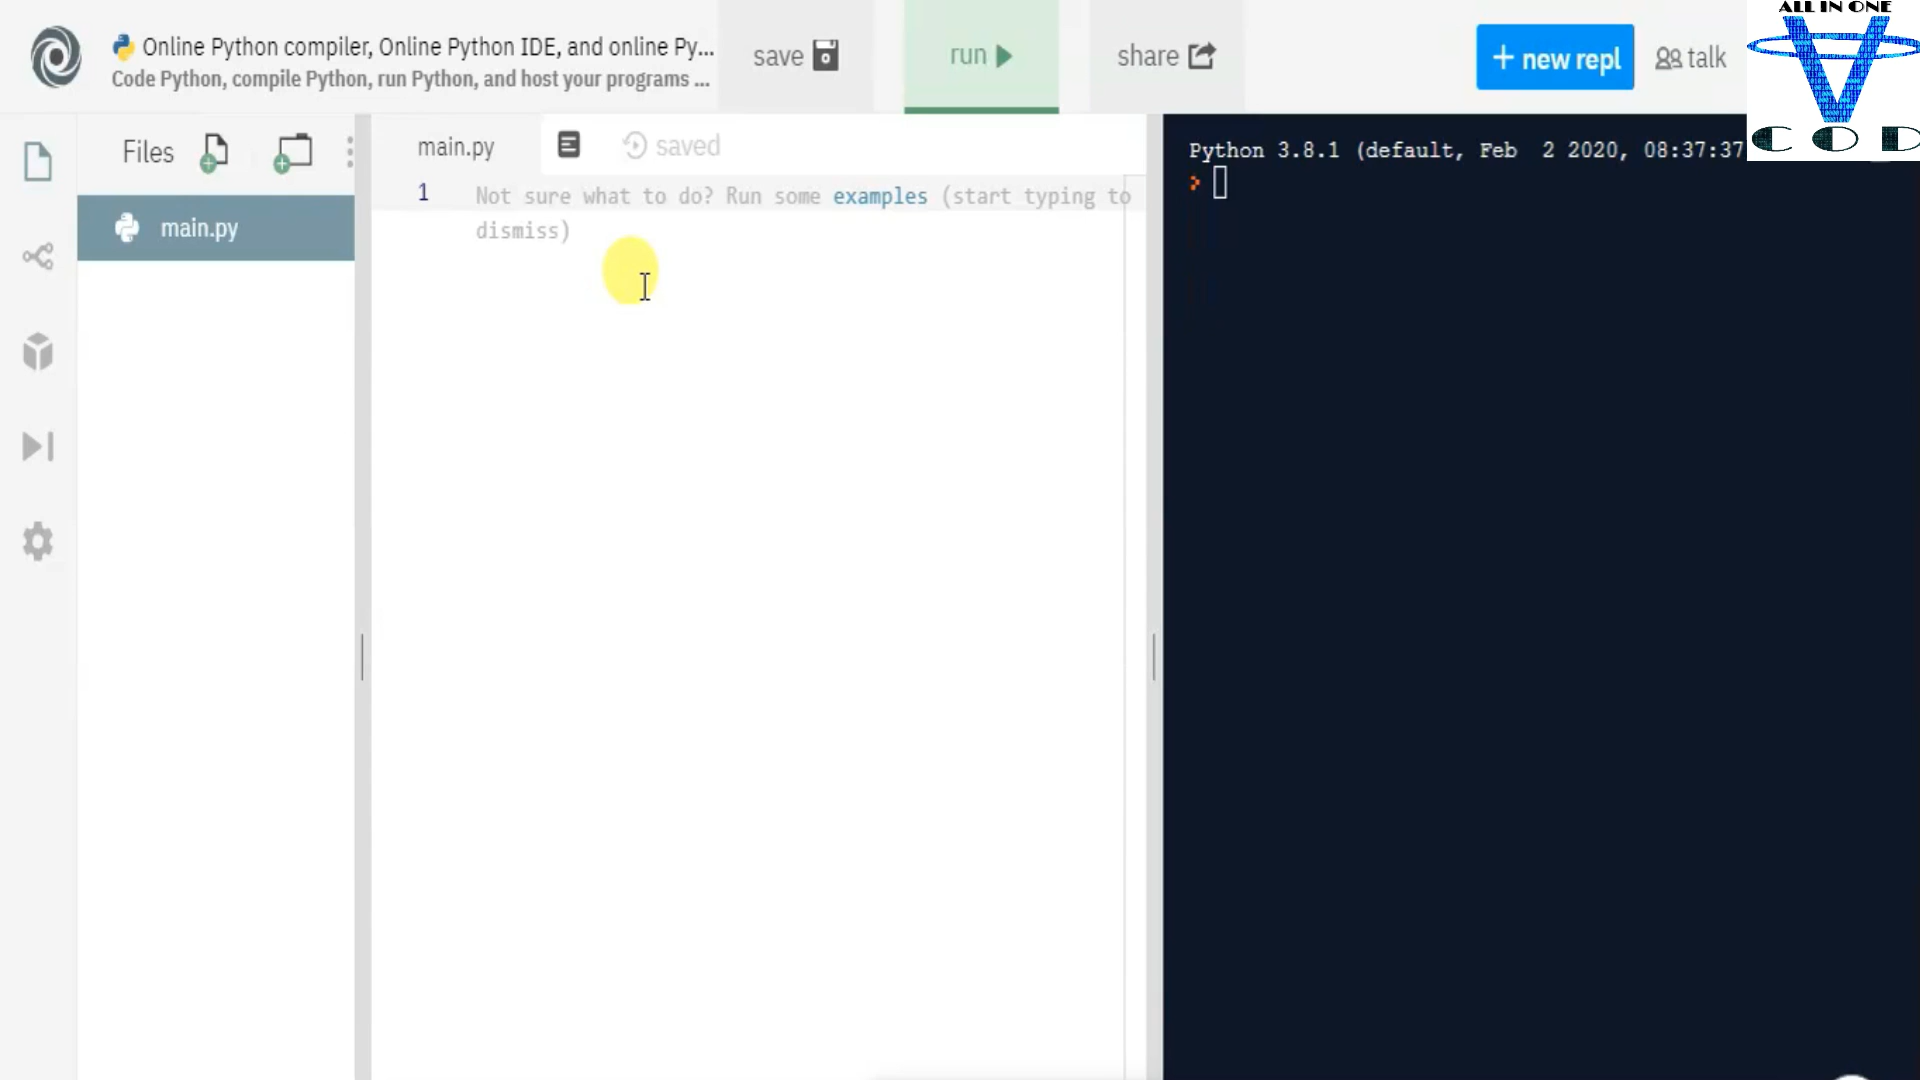 Online Python compiler, Online Python IDE, and online Py...
Code Python, compile Python, run Python, and host your programs ...
save
run
share
+ new repl
talk
ALL IN ONE
COD
Files
main.py
main.py
saved
1
Not sure what to do? Run some examples (start typing to
dismiss)
Python 3.8.1 (default, Feb  2 2020, 08:37:37
>